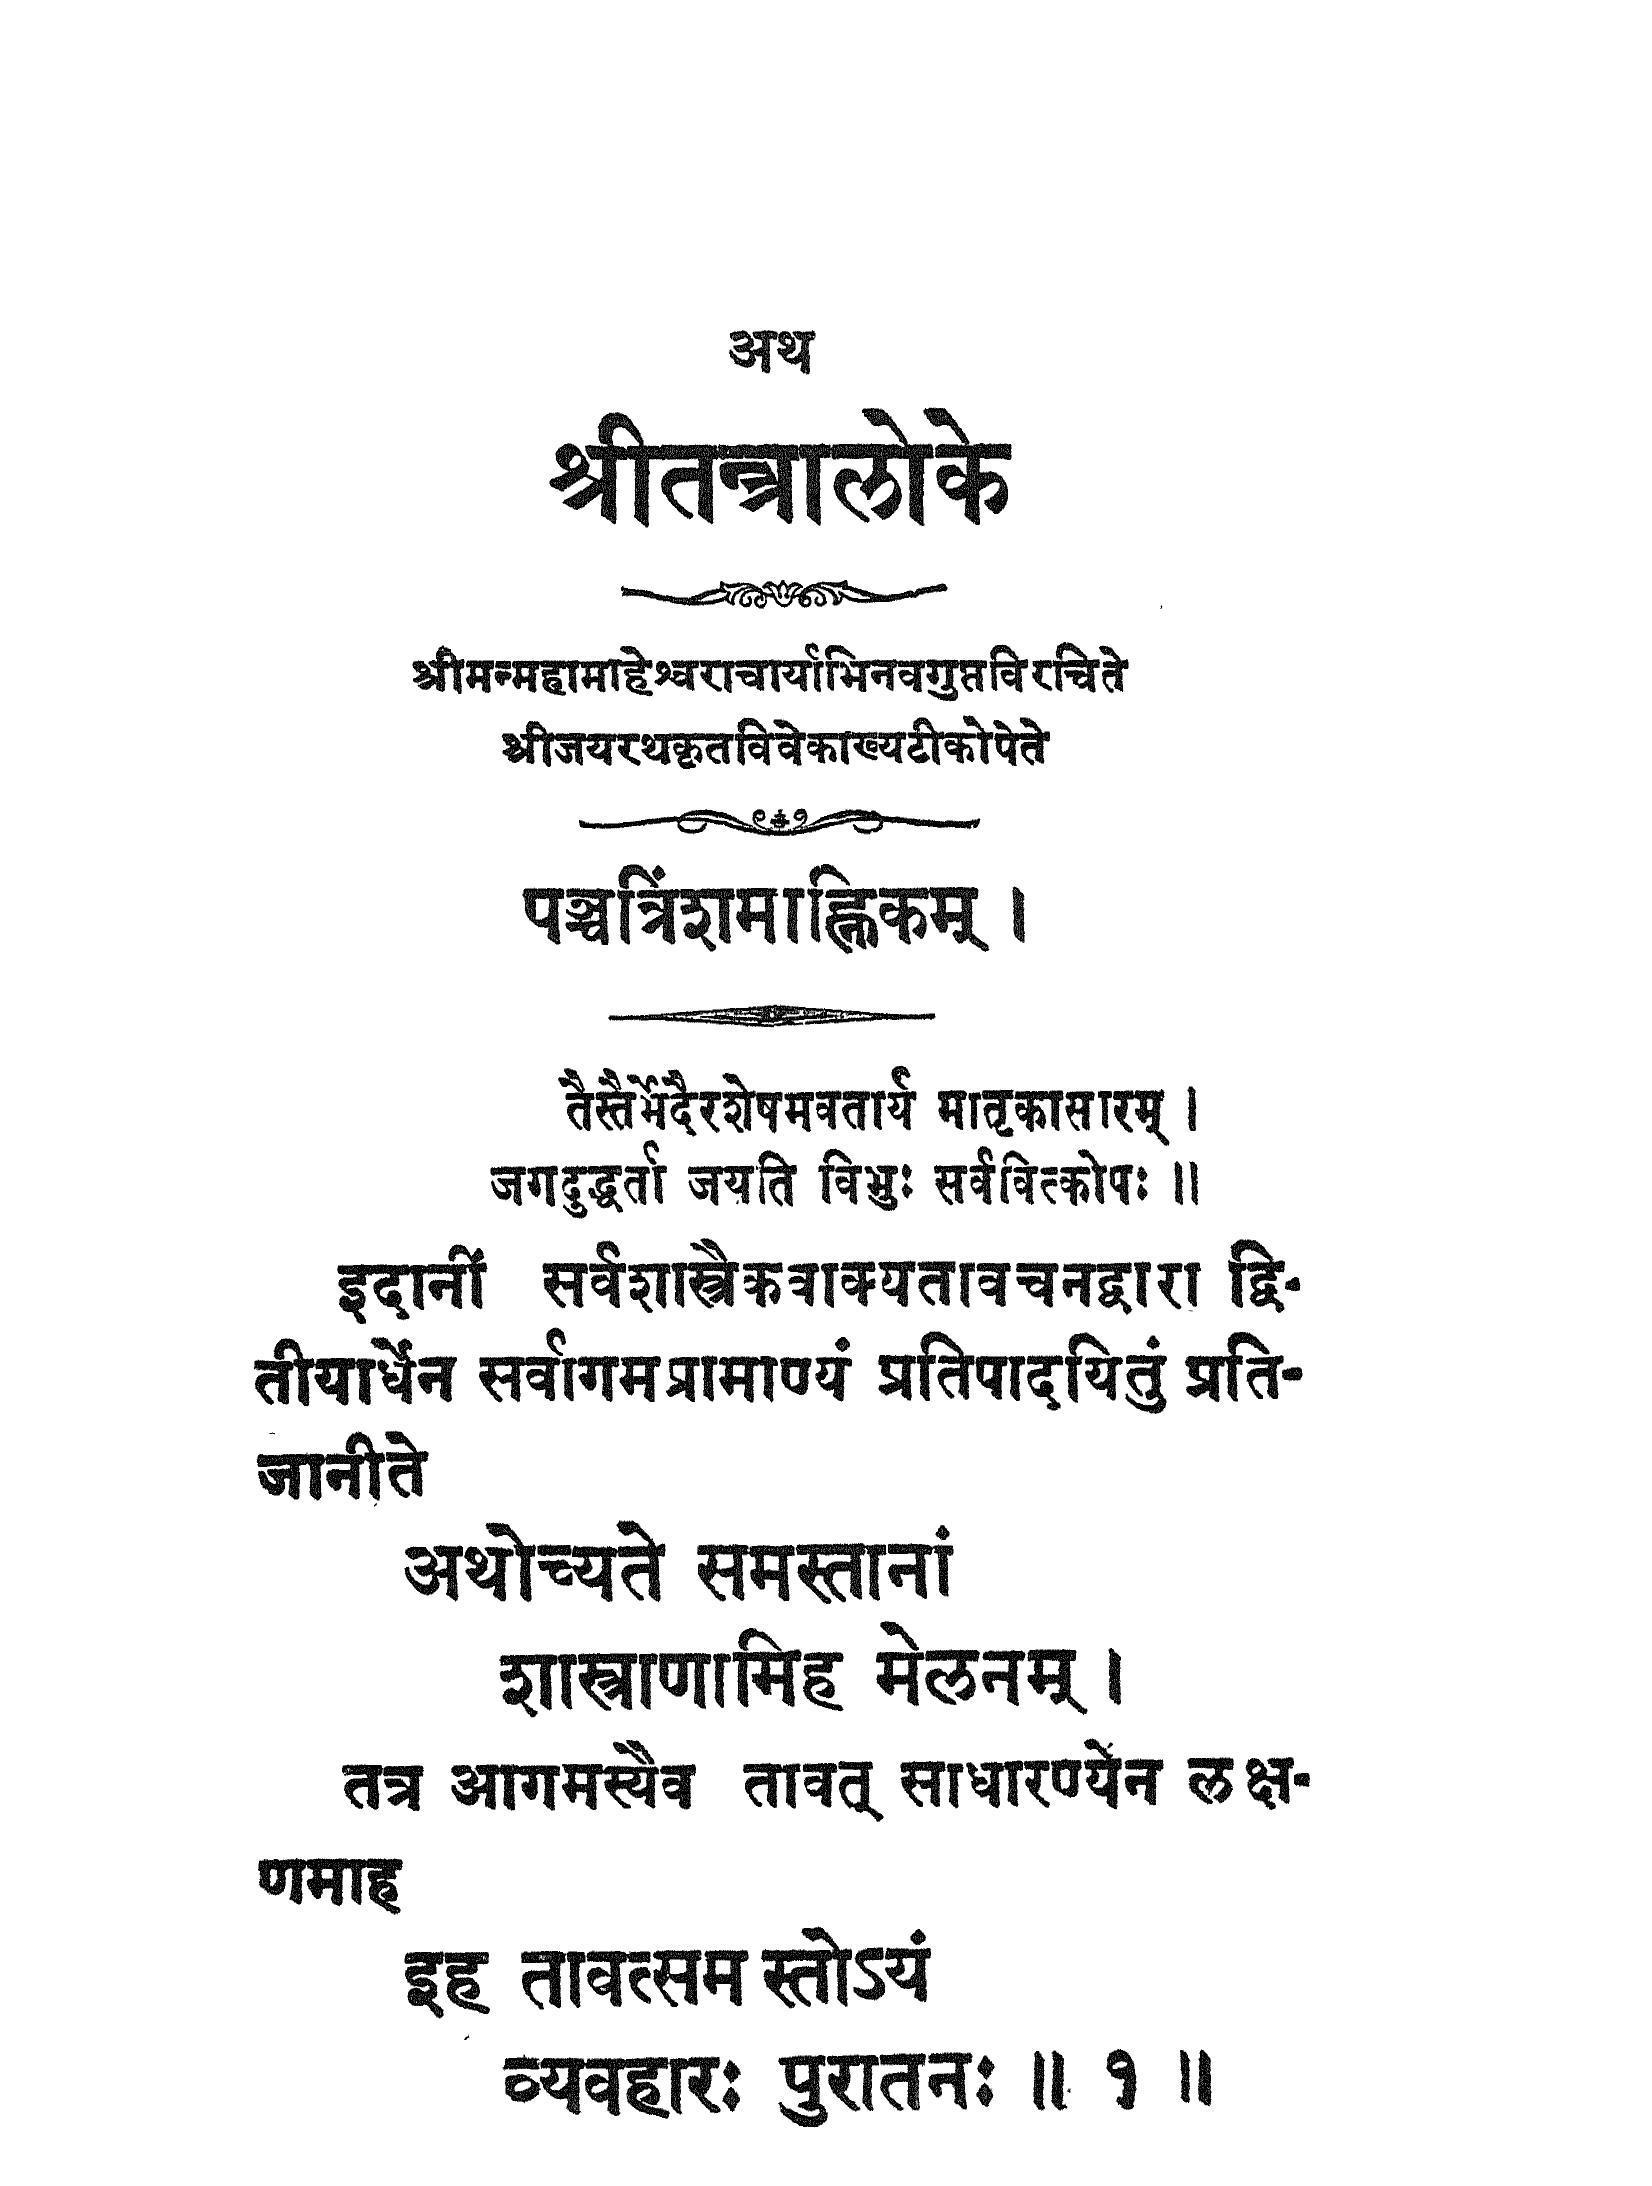 अथ
श्रीतन्त्रालोके
श्रीमन्महामाहेश्वराचार्याभिनवगुप्तविरचिते
श्रीजयरथकृतविवेकाख्यटीकोपेते
पञ्चत्रिंशमाह्निकम् ।
तैस्तैर्भेदैरशेषमवतार्य मातृकासारम् ।
जगदुद्धर्ता जयति विभुः सर्ववित्कोपः ॥
इदानीं सर्वशास्त्रैकवाक्यतावचनद्वारा द्वि-
तीयार्धेन सर्वागमप्रामाण्यं प्रतिपादयितुं प्रति-
जानीते
अथोच्यते समस्तानां
शास्त्राणामिह मेलनम् ।
तत्र आगमस्यैव तावत् साधारण्येन लक्ष-
णमाह
इह तावत्समस्तोऽयं
व्यवहारः पुरातनः ॥ १ ॥